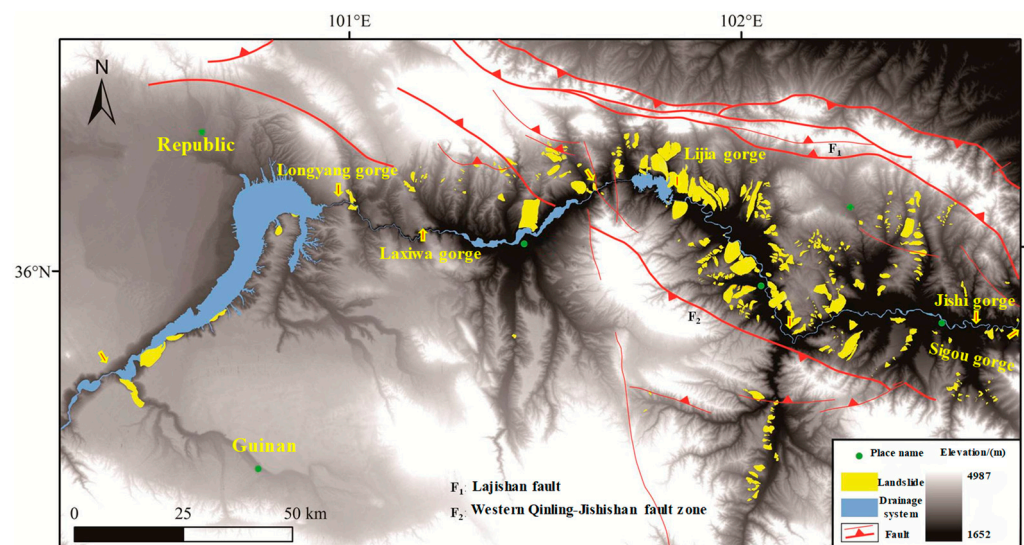 101°E
102°E
N
Republic
Longyang gorge
Lijia gorge
F1
Laxiwa gorge
36°N
Jishi gorge
F2
Sigou gorge
Guinan
Place name
Elevation/(m)
Landslide
4987
Drainage
system
Fault
1652
F1: Lajishan fault
F2: Western Qinling-Jishishan fault zone
0 25 50 km